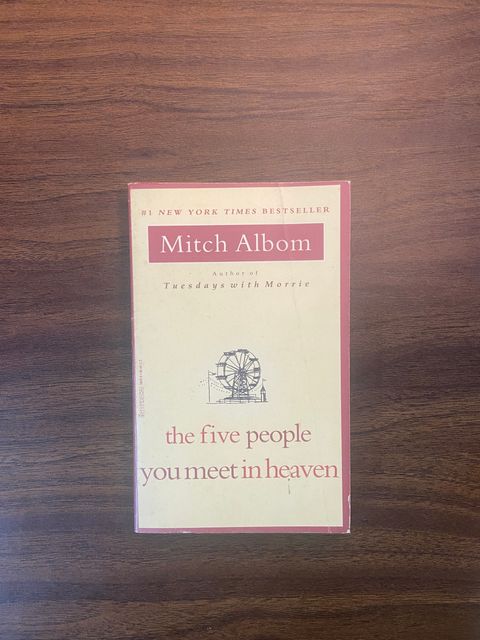 #1 NEW YORK TIMES BESTSELLER
Mitch Albom
Author of
Tuesdays with Morrie
the five people
you meet in heaven